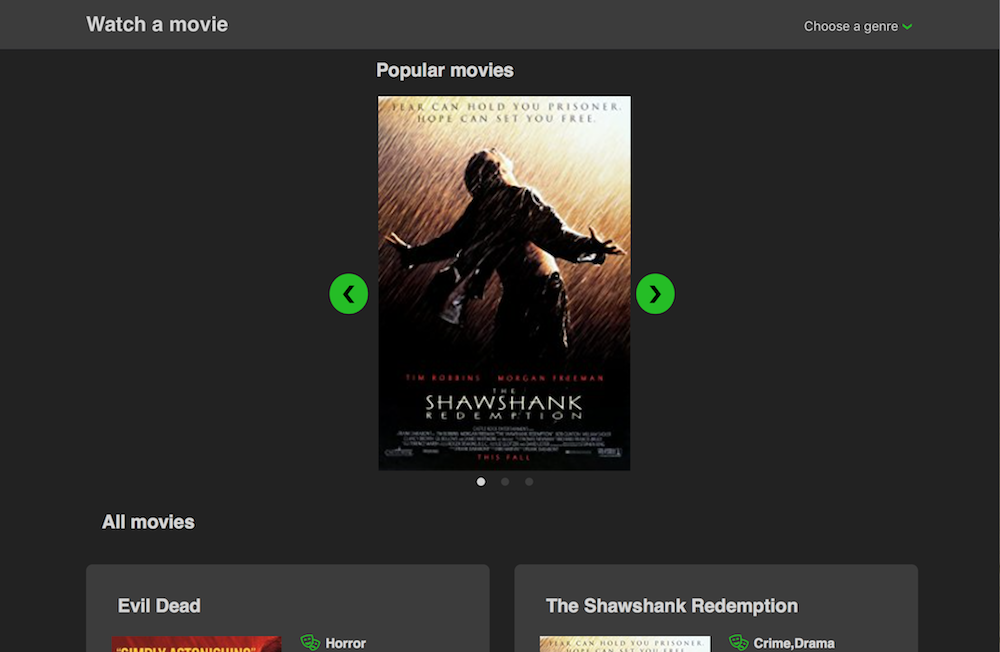 Watch a movie
Choose a genre
Popular movies
FEAR CAN HOLD YOU PRISONER.
HOPE CAN SET YOU FREE.
TIM ROBBINS MORGAN FREEMAN
THE
SHAWSHANK
REDEMPTION
THIS FALL
All movies
Evil Dead
The Shawshank Redemption
"SIMPLY ASTONISHING"
Horror
FEAR CAN HOLD YOU PRISONER.
HOPE CAN SET YOU FREE.
Crime,Drama